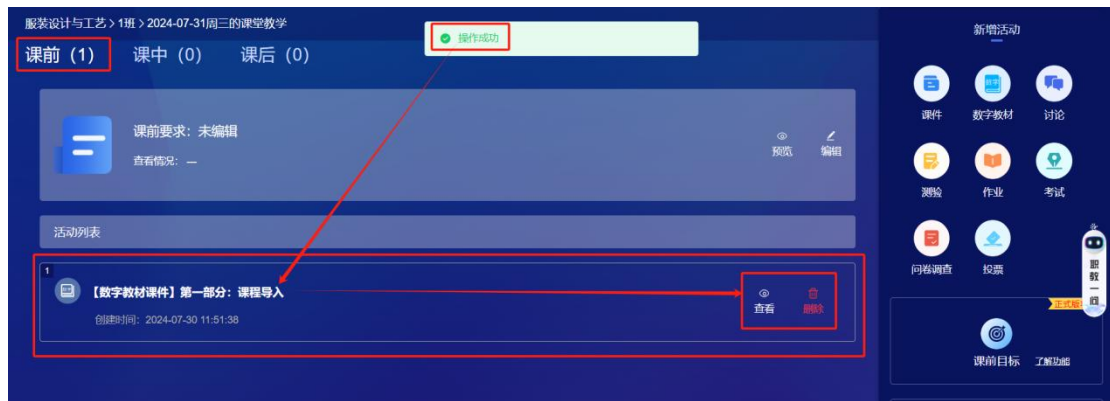 服装设计与工艺 > 1班 > 2024-07-31周三的课堂教学
操作成功
课前（1） 课中（0） 课后（0）
课前要求：未编辑
查看情况：—
预览 编辑
活动列表
1
【数字教材课件】第一部分：课程导入
创建时间：2024-07-30 11:51:38
查看 删除
新增活动
课件 数字教材 讨论
测验 作业 考试
问卷调查 投票
职教一问
正式版
课前目标 了解功能